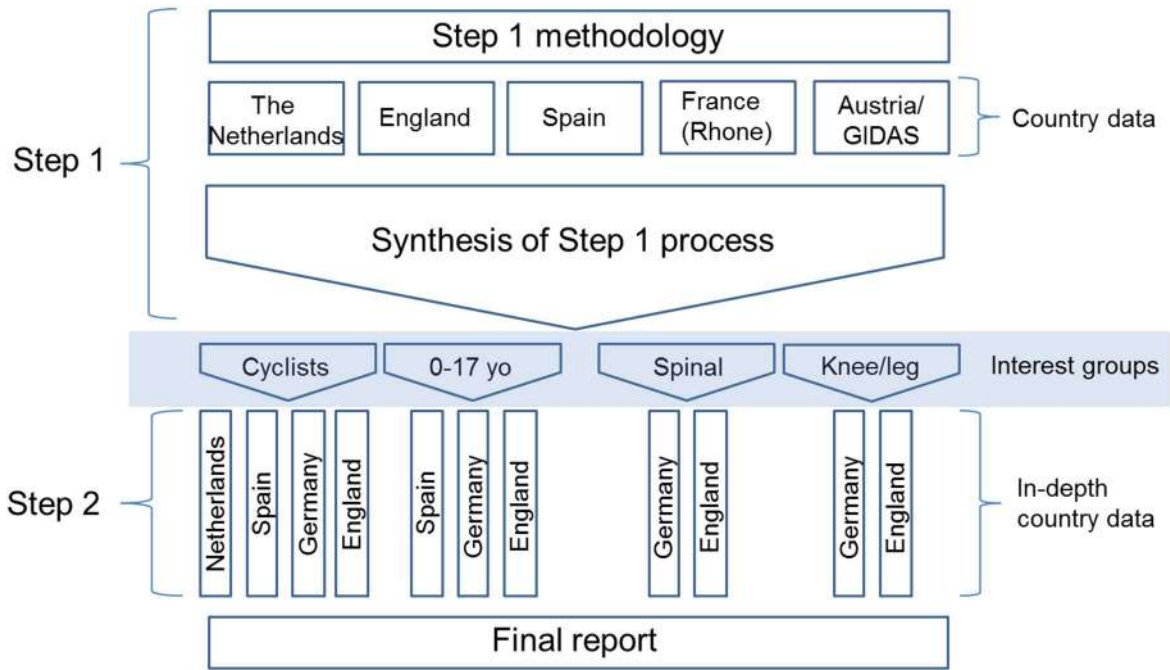 Step 1 methodology
The
Netherlands
England
Spain
France
(Rhone)
Austria/
GIDAS
Country data
Step 1
Synthesis of Step 1 process
Cyclists
0-17 yo
Spinal
Knee/leg
Interest groups
Step 2
Netherlands
Spain
Germany
England
Spain
Germany
England
Germany
England
Germany
England
In-depth
country data
Final report